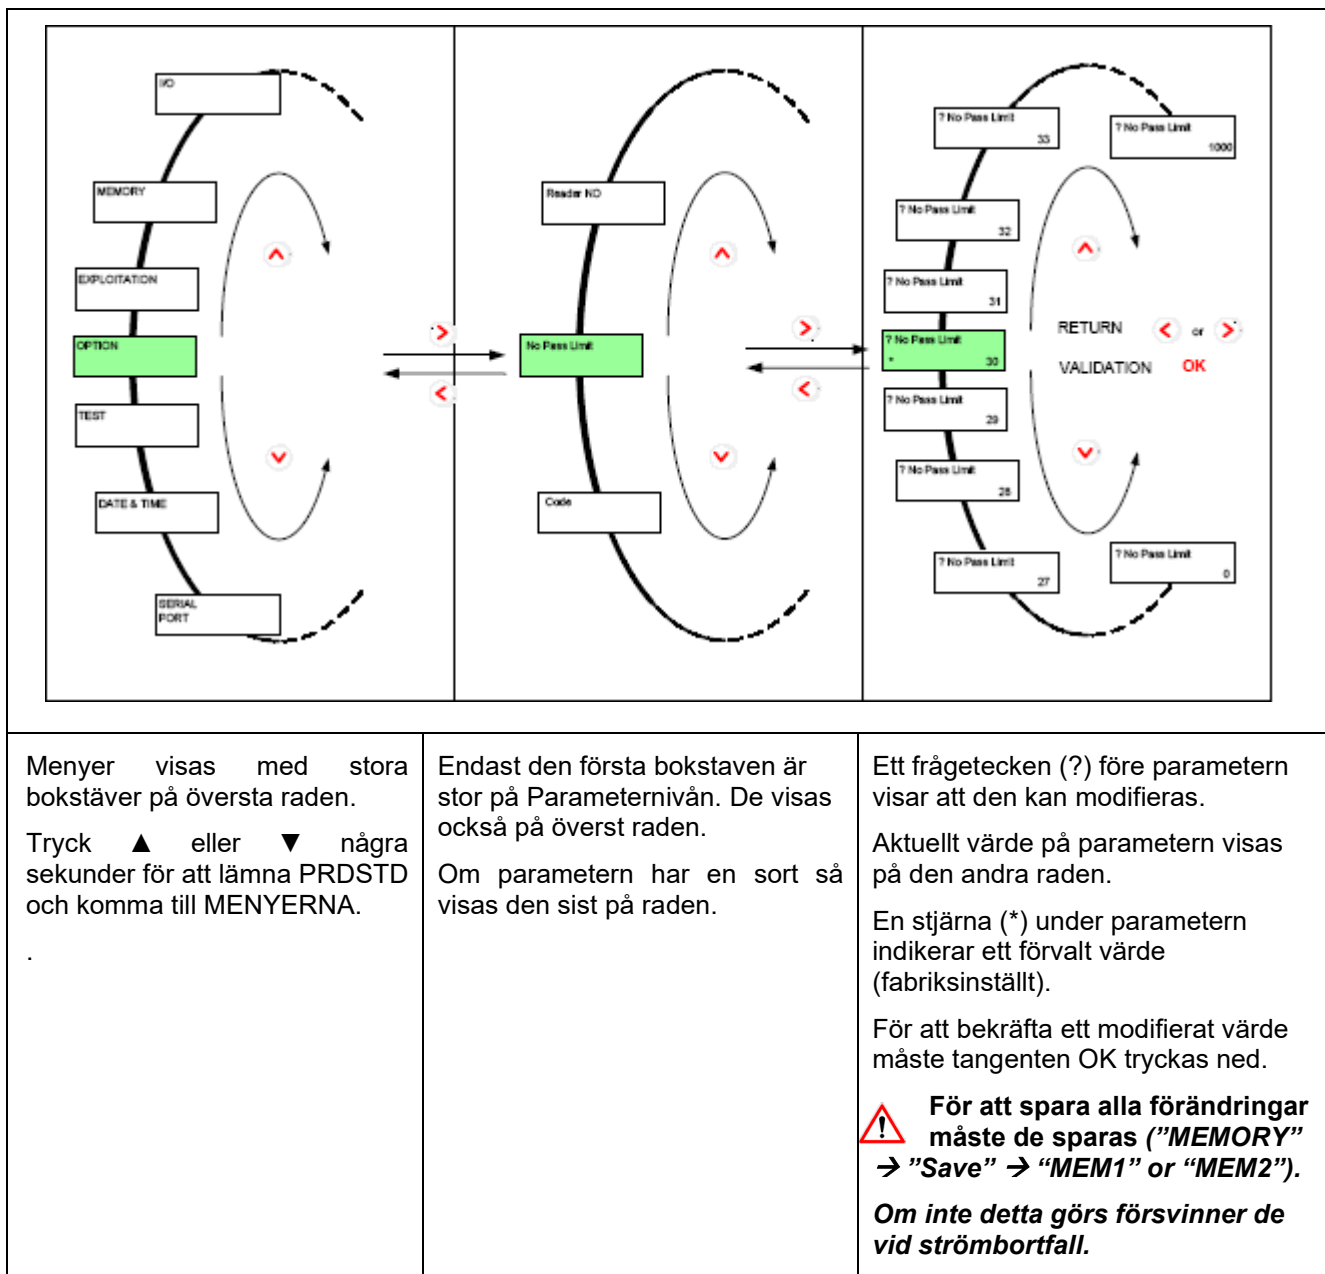 I/O
MEMORY
EXPLOITATION
OPTION
TEST
DATE & TIME
SERIAL
PORT
Reader NO
No Pass Limit
Code
? No Pass Limit
33
? No Pass Limit
1000
? No Pass Limit
32
? No Pass Limit
31
? No Pass Limit
* 30
? No Pass Limit
29
? No Pass Limit
28
? No Pass Limit
27
? No Pass Limit
0
RETURN < or >
VALIDATION OK
Menyer visas med stora
bokstäver på översta raden.
Tryck ▲ eller ▼ några
sekunder för att lämna PRDSTD
och komma till MENYERNA.
.
Endast den första bokstaven är
stor på Parameternivån. De visas
också på överst raden.
Om parametern har en sort så
visas den sist på raden.
Ett frågetecken (?) före parametern
visar att den kan modifieras.
Aktuellt värde på parametern visas
på den andra raden.
En stjärna (*) under parametern
indikerar ett förvalt värde
(fabriksinställt).
För att bekräfta ett modifierat värde
måste tangenten OK tryckas ned.
För att spara alla förändringar
måste de sparas (”MEMORY”
→ ”Save” → “MEM1” or “MEM2”).
Om inte detta görs försvinner de
vid strömbortfall.